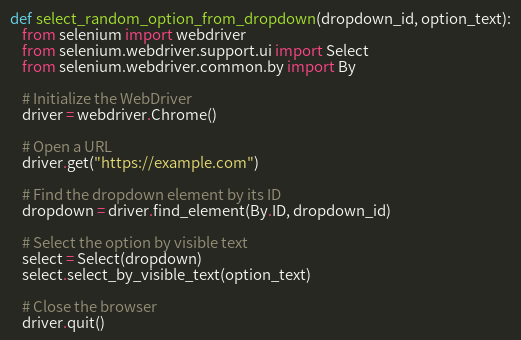 def select_random_option_from_dropdown(dropdown_id, option_text):
from selenium import webdriver
from selenium.webdriver.support.ui import Select
from selenium.webdriver.common.by import By
# Initialize the WebDriver
driver = webdriver.Chrome()
# Open a URL
driver.get("https://example.com")
# Find the dropdown element by its ID
dropdown = driver.find_element(By.ID, dropdown_id)
# Select the option by visible text
select = Select(dropdown)
select.select_by_visible_text(option_text)
# Close the browser
driver.quit()